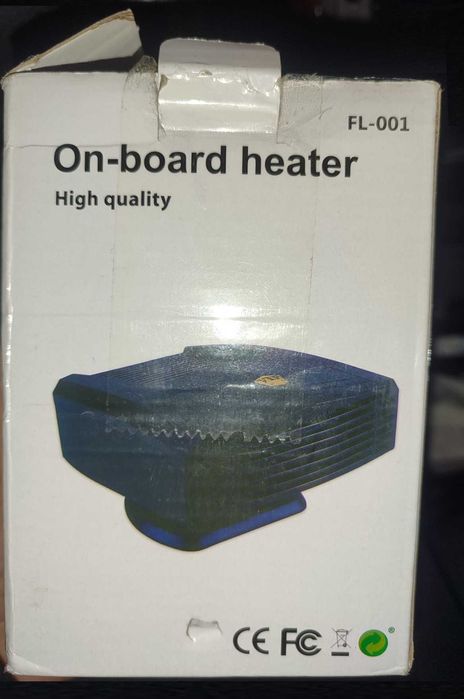 FL-001
On-board heater
High quality
CE FC